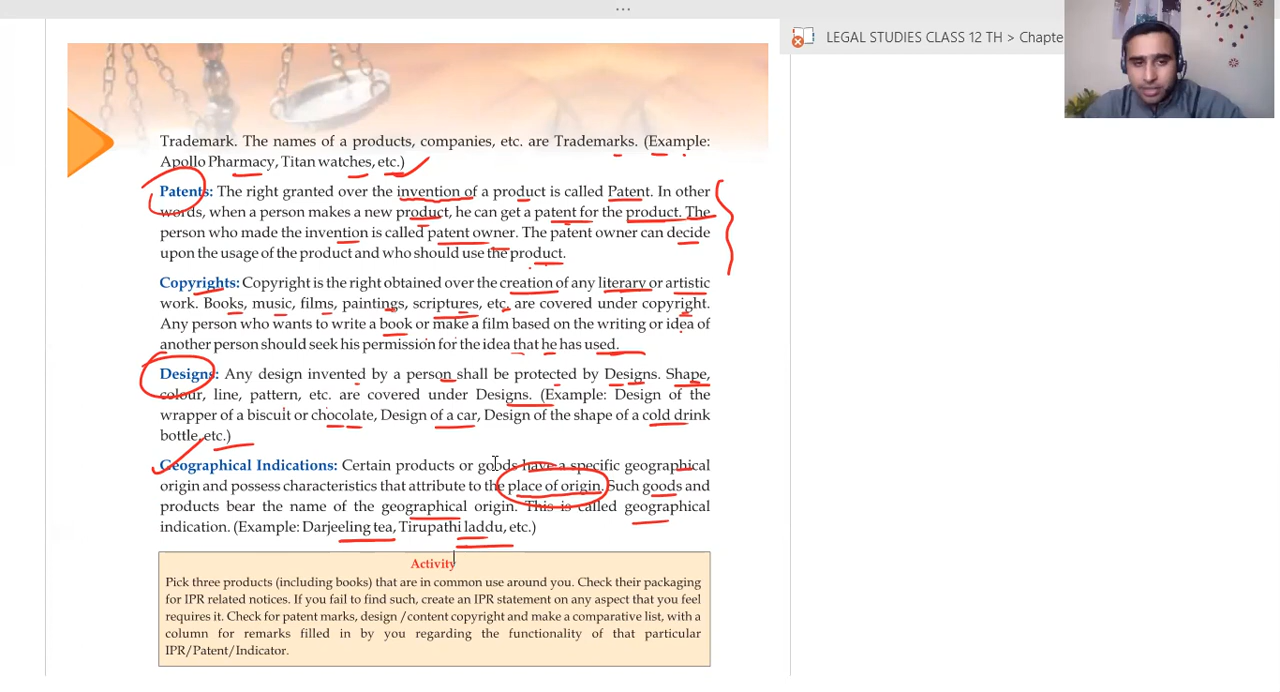 ...
LEGAL STUDIES CLASS 12 TH > Chapte
Trademark. The names of a products, companies, etc. are Trademarks. (Example:
Apollo Pharmacy, Titan watches, etc.)
Patents: The right granted over the invention of a product is called Patent. In other
words, when a person makes a new product, he can get a patent for the product. The
person who made the invention is called patent owner. The patent owner can decide
upon the usage of the product and who should use the product.
Copyrights: Copyright is the right obtained over the creation of any literary or artistic
work. Books, music, films, paintings, scriptures, etc. are covered under copyright.
Any person who wants to write a book or make a film based on the writing or idea of
another person should seek his permission for the idea that he has used.
Designs: Any design invented by a person shall be protected by Designs. Shape,
colour, line, pattern, etc. are covered under Designs. (Example: Design of the
wrapper of a biscuit or chocolate, Design of a car, Design of the shape of a cold drink
bottle, etc.)
Geographical Indications: Certain products or goods have a specific geographical
origin and possess characteristics that attribute to the place of origin. Such goods and
products bear the name of the geographical origin. This is called geographical
indication. (Example: Darjeeling tea, Tirupathi laddu, etc.)
Activity
Pick three products (including books) that are in common use around you. Check their packaging
for IPR related notices. If you fail to find such, create an IPR statement on any aspect that you feel
requires it. Check for patent marks, design /content copyright and make a comparative list, with a
column for remarks filled in by you regarding the functionality of that particular
IPR/Patent/Indicator.